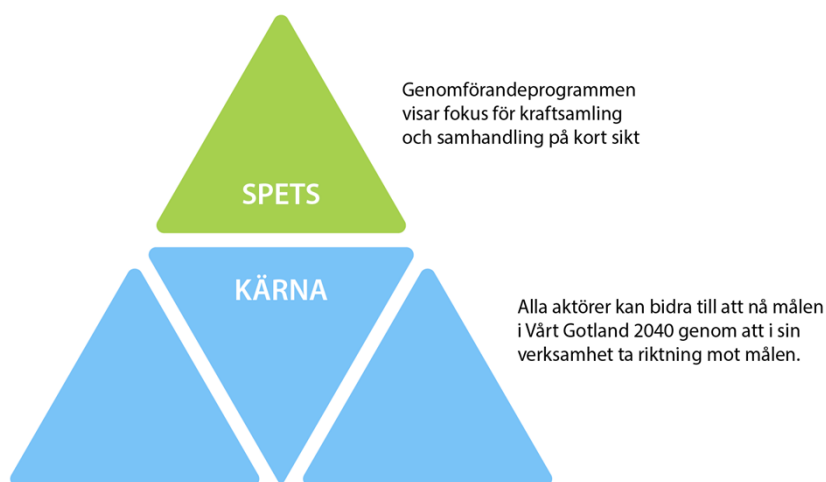 Genomförandeprogrammen
visar fokus för kraftsamling
och samhandling på kort sikt
SPETS
KÄRNA
Alla aktörer kan bidra till att nå målen
i Vårt Gotland 2040 genom att i sin
verksamhet ta riktning mot målen.